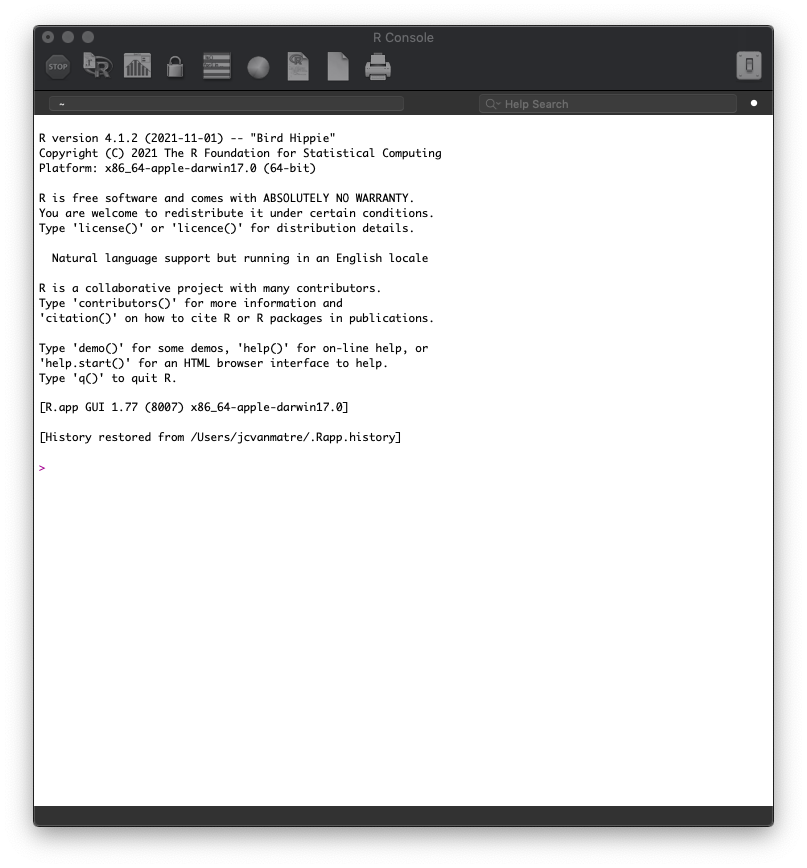 R Console
STOP
~
Help Search
R version 4.1.2 (2021-11-01) -- "Bird Hippie"
Copyright (C) 2021 The R Foundation for Statistical Computing
Platform: x86_64-apple-darwin17.0 (64-bit)
R is free software and comes with ABSOLUTELY NO WARRANTY.
You are welcome to redistribute it under certain conditions.
Type 'license()' or 'licence()' for distribution details.
  Natural language support but running in an English locale
R is a collaborative project with many contributors.
Type 'contributors()' for more information and
'citation()' on how to cite R or R packages in publications.
Type 'demo()' for some demos, 'help()' for on-line help, or
'help.start()' for an HTML browser interface to help.
Type 'q()' to quit R.
[R.app GUI 1.77 (8007) x86_64-apple-darwin17.0]
[History restored from /Users/jcvanmatre/.Rapp.history]
>